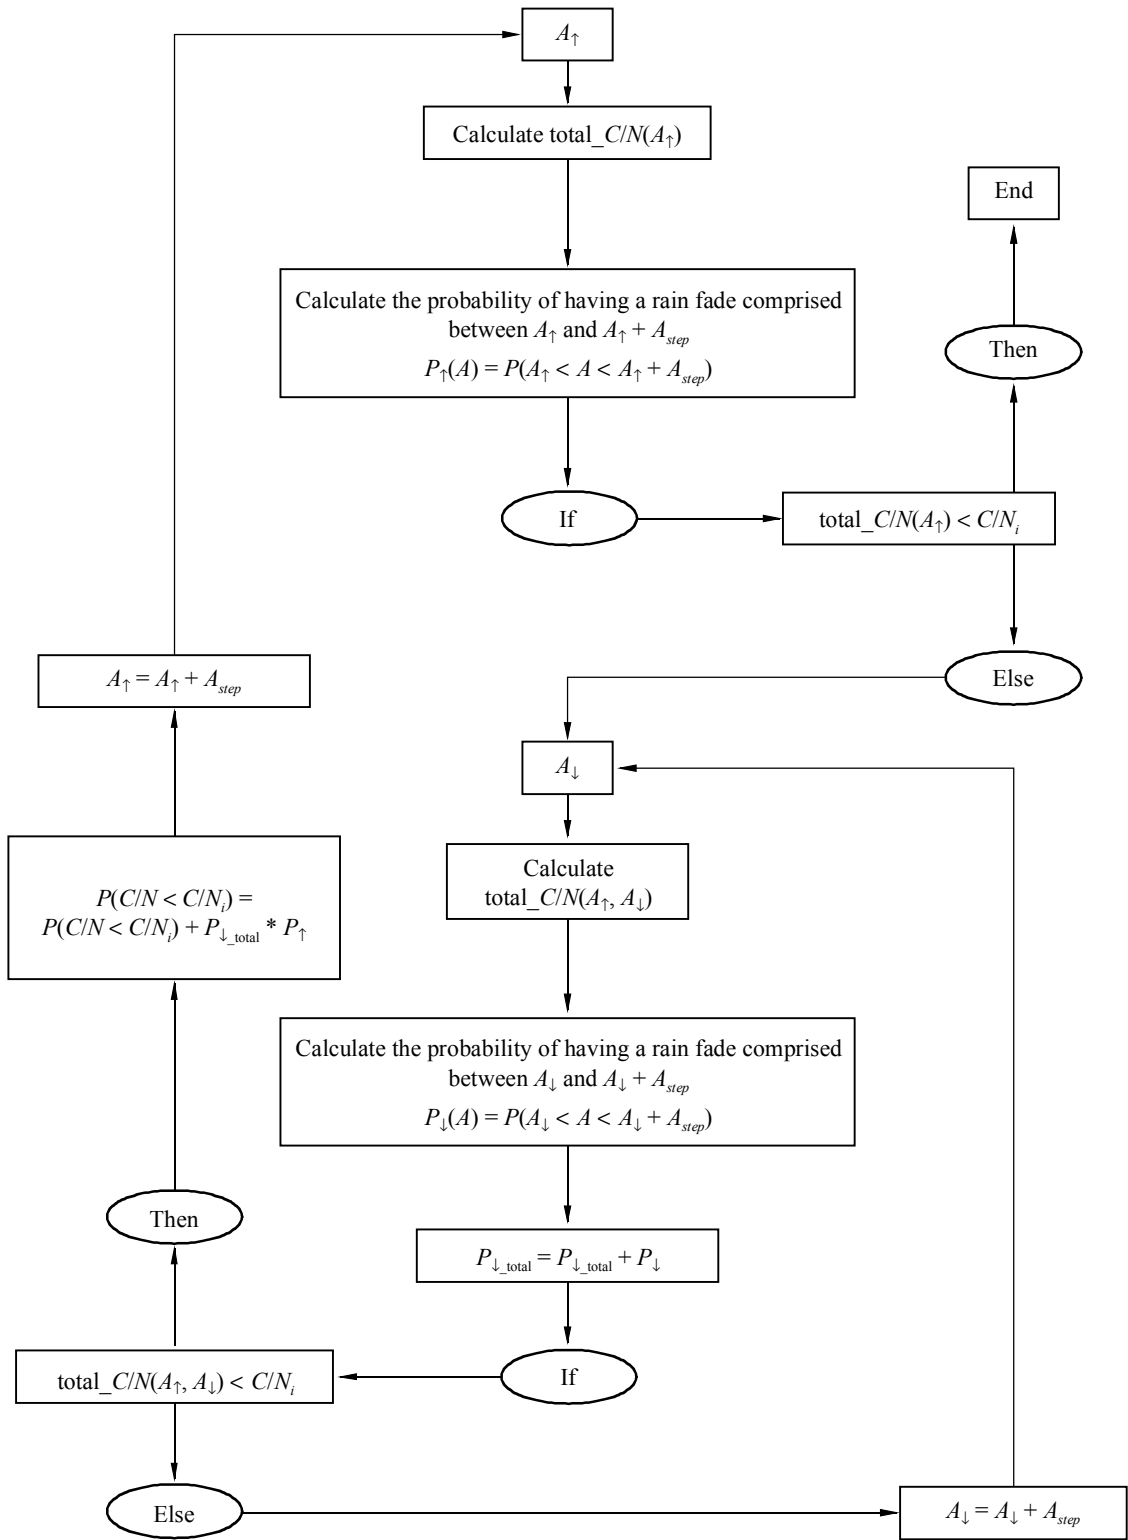 A↑
Calculate total_C/N(A↑)
End
Calculate the probability of having a rain fade comprised
between A↑ and A↑ + Astep
P↑(A) = P(A↑ < A < A↑ + Astep)
Then
If
total_C/N(A↑) < C/Ni
Else
A↑ = A↑ + Astep
A↓
Calculate
total_C/N(A↑, A↓)
P(C/N < C/Ni) =
P(C/N < C/Ni) + P↓_total * P↑
Calculate the probability of having a rain fade comprised
between A↓ and A↓ + Astep
P↓(A) = P(A↓ < A < A↓ + Astep)
Then
P↓_total = P↓_total + P↓
If
total_C/N(A↑, A↓) < C/Ni
Else
A↓ = A↓ + Astep